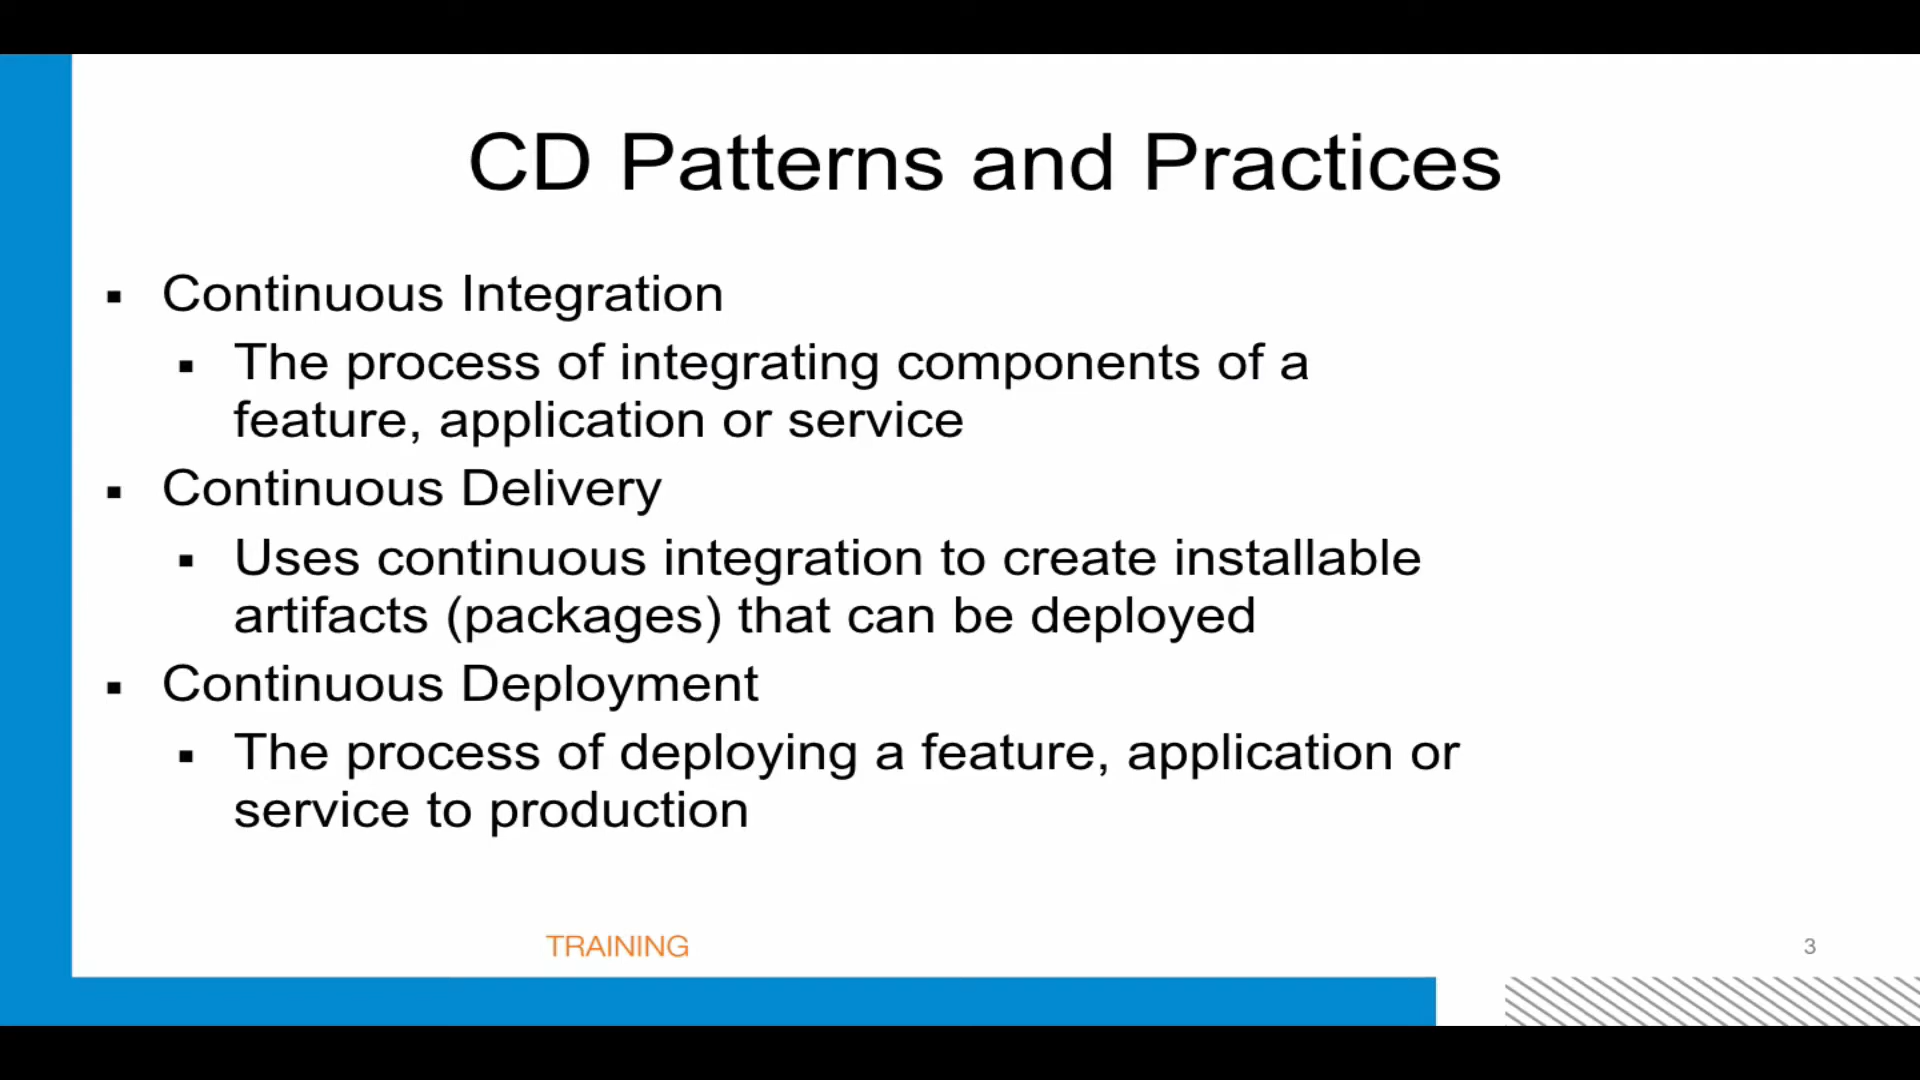 CD Patterns and Practices
▪ Continuous Integration
▪ The process of integrating components of a
feature, application or service
▪ Continuous Delivery
▪ Uses continuous integration to create installable
artifacts (packages) that can be deployed
▪ Continuous Deployment
▪ The process of deploying a feature, application or
service to production
TRAINING
3